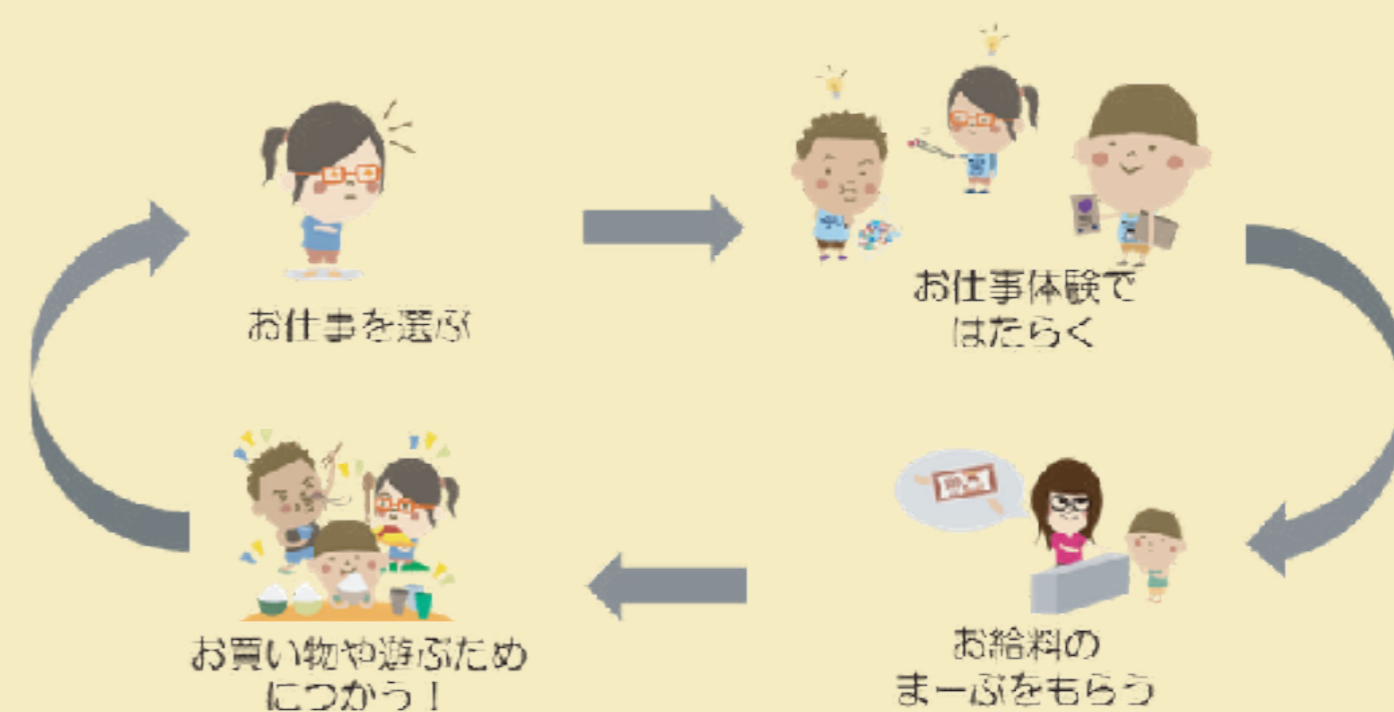 お仕事を選ぶ
お仕事体験で
はたらく
お給料の
まーぶをもらう
お買い物や遊ぶため
につかう！